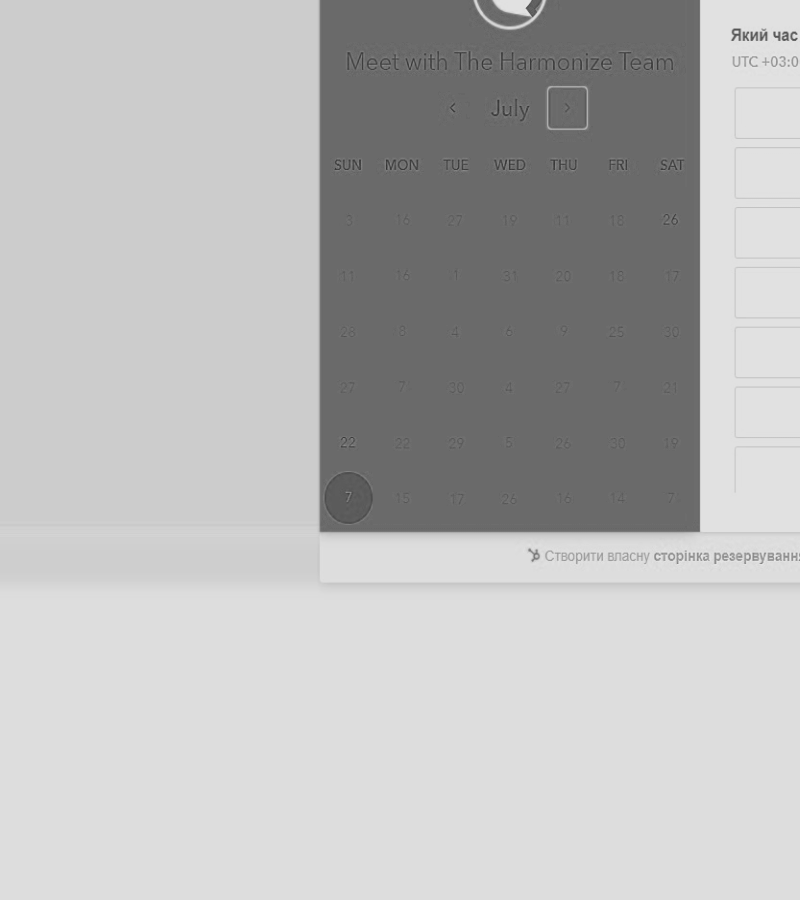 Який час
UTC +03:0
Meet with The Harmonize Team
July
SUN MON TUE WED THU FRI SAT
3 16 27 19 11 18 26
11 16 1 31 20 18 17
28 8 4 6 9 25 30
27 7 30 4 27 7 21
22 22 29 5 26 30 19
7 15 17 26 16 14 7
Створити власну сторінка резервування